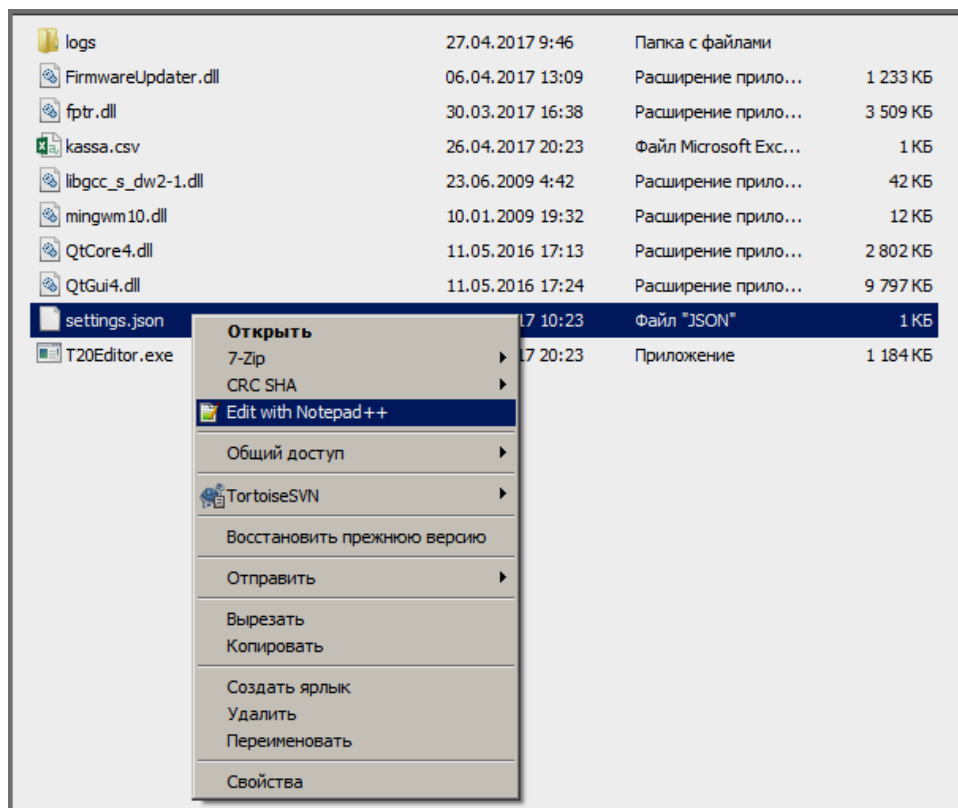 logs 27.04.2017 9:46 Папка с файлами
FirmwareUpdater.dll 06.04.2017 13:09 Расширение прило... 1 233 КБ
fptr.dll 30.03.2017 16:38 Расширение прило... 3 509 КБ
kassa.csv 26.04.2017 20:23 Файл Microsoft Exc... 1 КБ
libgcc_s_dw2-1.dll 23.06.2009 4:42 Расширение прило... 42 КБ
mingwm10.dll 10.01.2009 19:32 Расширение прило... 12 КБ
QtCore4.dll 11.05.2016 17:13 Расширение прило... 2 802 КБ
QtGui4.dll 11.05.2016 17:24 Расширение прило... 9 797 КБ
settings.json 17 10:23 Файл "JSON" 1 КБ
T20Editor.exe 17 20:23 Приложение 1 184 КБ
Открыть
7-Zip
CRC SHA
Edit with Notepad++
Общий доступ
TortoiseSVN
Восстановить прежнюю версию
Отправить
Вырезать
Копировать
Создать ярлык
Удалить
Переименовать
Свойства